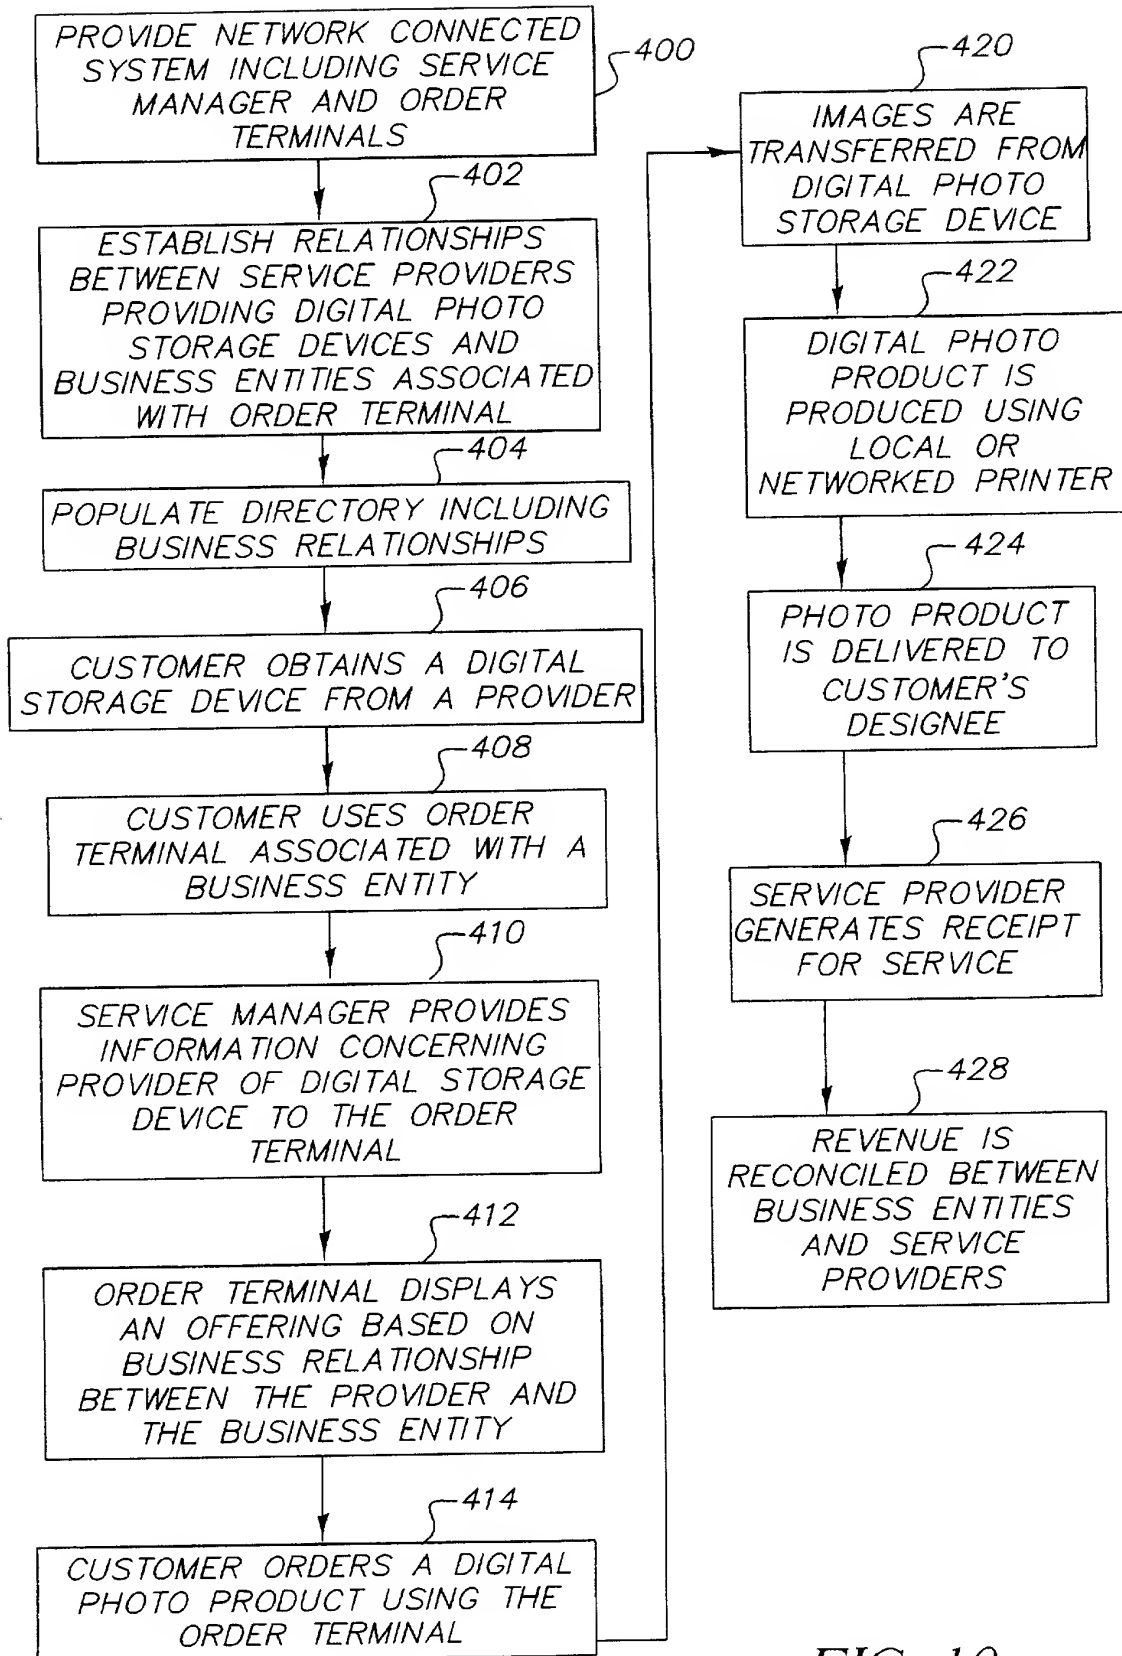 PROVIDE NETWORK CONNECTED
SYSTEM INCLUDING SERVICE
MANAGER AND ORDER
TERMINALS
400
402
ESTABLISH RELATIONSHIPS
BETWEEN SERVICE PROVIDERS
PROVIDING DIGITAL PHOTO
STORAGE DEVICES AND
BUSINESS ENTITIES ASSOCIATED
WITH ORDER TERMINAL
404
POPULATE DIRECTORY INCLUDING
BUSINESS RELATIONSHIPS
406
CUSTOMER OBTAINS A DIGITAL
STORAGE DEVICE FROM A PROVIDER
408
CUSTOMER USES ORDER
TERMINAL ASSOCIATED WITH A
BUSINESS ENTITY
410
SERVICE MANAGER PROVIDES
INFORMATION CONCERNING
PROVIDER OF DIGITAL STORAGE
DEVICE TO THE ORDER
TERMINAL
412
ORDER TERMINAL DISPLAYS
AN OFFERING BASED ON
BUSINESS RELATIONSHIP
BETWEEN THE PROVIDER AND
THE BUSINESS ENTITY
414
CUSTOMER ORDERS A DIGITAL
PHOTO PRODUCT USING THE
ORDER TERMINAL
420
IMAGES ARE
TRANSFERRED FROM
DIGITAL PHOTO
STORAGE DEVICE
422
DIGITAL PHOTO
PRODUCT IS
PRODUCED USING
LOCAL OR
NETWORKED PRINTER
424
PHOTO PRODUCT
IS DELIVERED TO
CUSTOMER'S
DESIGNEE
426
SERVICE PROVIDER
GENERATES RECEIPT
FOR SERVICE
428
REVENUE IS
RECONCILED BETWEEN
BUSINESS ENTITIES
AND SERVICE
PROVIDERS